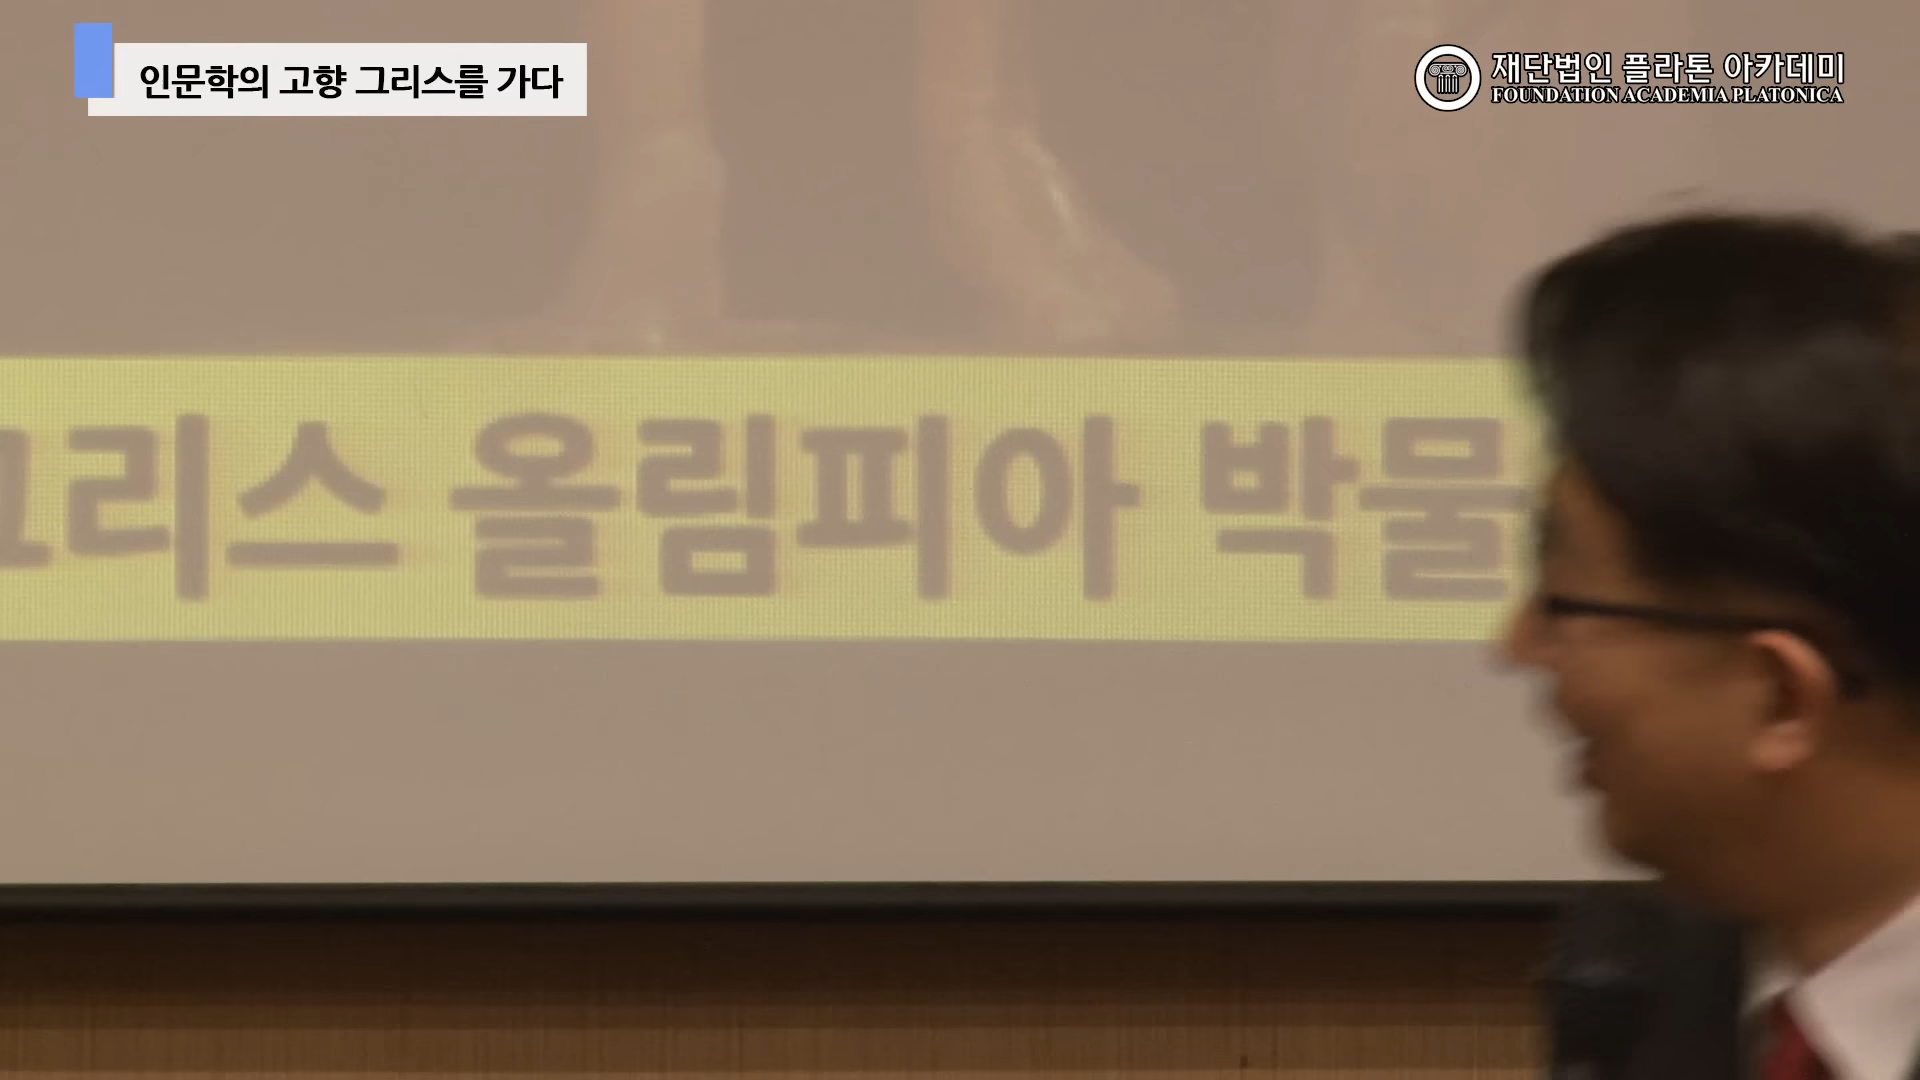 인문학의 고향 그리스를 가다
재단법인 플라톤 아카데미
FOUNDATION ACADEMIA PLATONICA
그리스 올림피아 박물